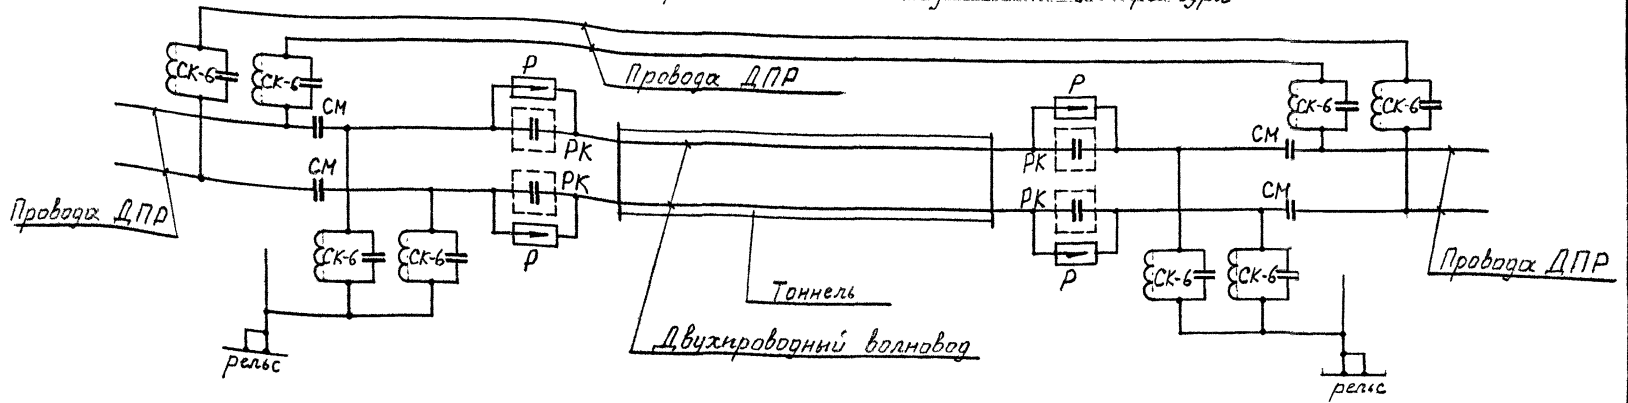 СК-6
СК-6
Провода ДПР
Р
Р
СК-6
СК-6
СМ
СМ
РК
РК
СМ
РК
РК
СМ
Провода ДПР
Р
Р
СК-6
СК-6
СК-6
СК-6
Провода ДПР
Тоннель
Двухпроводный волновод
рельс
рельс